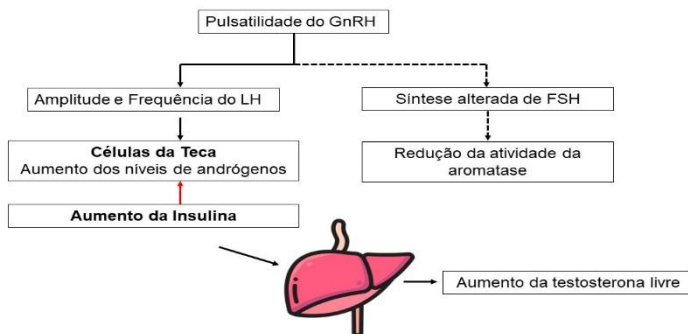 Pulsatilidade do GnRH
Amplitude e Frequência do LH
Síntese alterada de FSH
Células da Teca
Aumento dos níveis de andrógenos
Redução da atividade da
aromatase
Aumento da Insulina
Aumento da testosterona livre